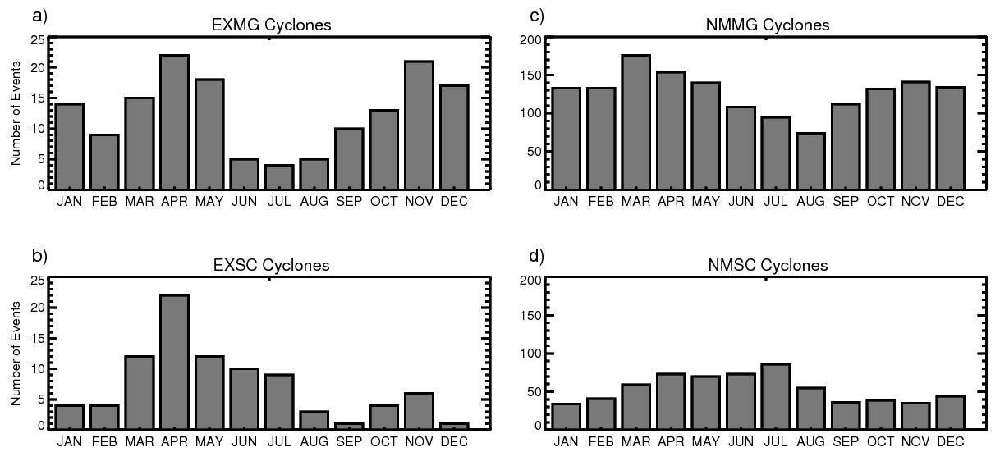 a)
EXMG Cyclones
Number of Events
25
20
15
10
5
0
JAN FEB MAR APR MAY JUN JUL AUG SEP OCT NOV DEC
c)
NMMG Cyclones
200
150
100
50
0
JAN FEB MAR APR MAY JUN JUL AUG SEP OCT NOV DEC
b)
EXSC Cyclones
Number of Events
25
20
15
10
5
0
JAN FEB MAR APR MAY JUN JUL AUG SEP OCT NOV DEC
d)
NMSC Cyclones
200
150
100
50
0
JAN FEB MAR APR MAY JUN JUL AUG SEP OCT NOV DEC